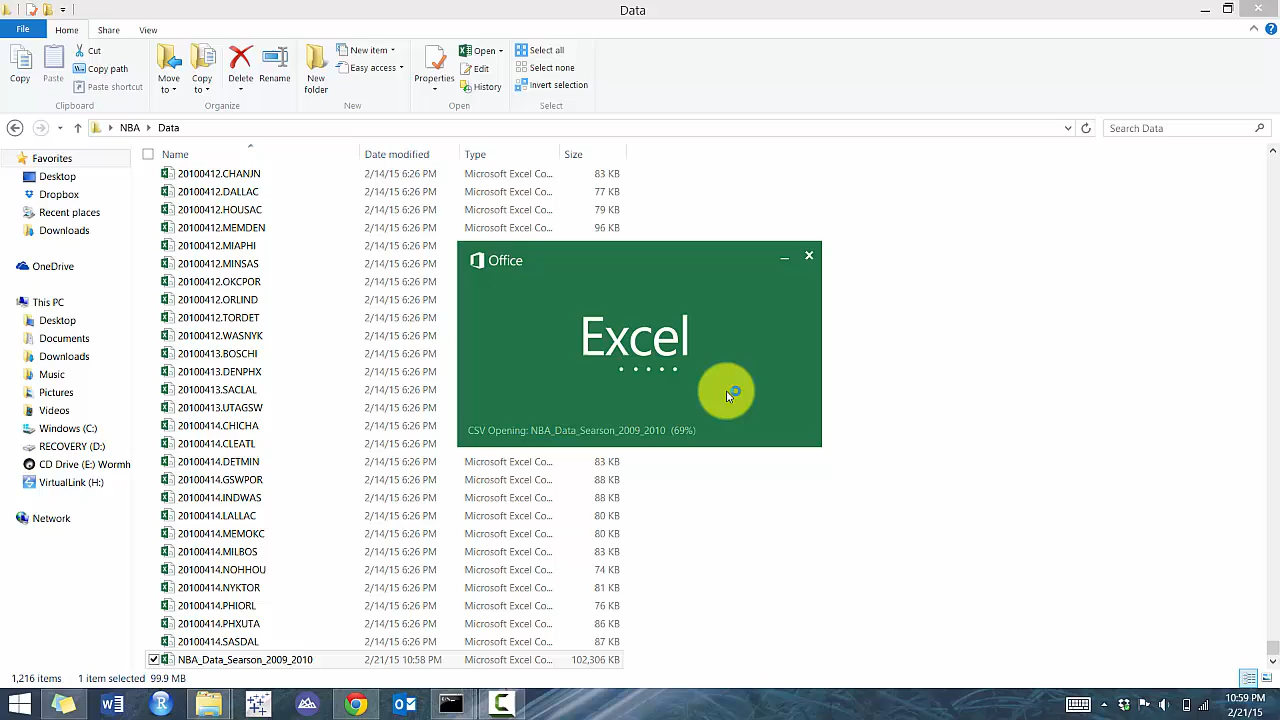 Data
File Home Share View
Copy Paste Cut Copy path Paste shortcut Move to Copy to Delete Rename New folder New item Easy access Properties Open Edit History Select all Select none Invert selection
Clipboard Organize New Open Select
NBA Data Search Data
Name Date modified Type Size
Favorites
Desktop
Dropbox
Recent places
Downloads
OneDrive
This PC
Desktop
Documents
Downloads
Music
Pictures
Videos
Windows (C:)
RECOVERY (D:)
CD Drive (E:) Wormh
VirtualLink (H:)
Network
20100412.CHANJN 2/14/15 6:26 PM Microsoft Excel Co... 83 KB
20100412.DALLAC 2/14/15 6:26 PM Microsoft Excel Co... 77 KB
20100412.HOUSAC 2/14/15 6:26 PM Microsoft Excel Co... 79 KB
20100412.MEMDEN 2/14/15 6:26 PM Microsoft Excel Co... 96 KB
20100412.MIAPHI 2/14/15 6:26 PM
20100412.MINSAS 2/14/15 6:26 PM
20100412.OKCPOR 2/14/15 6:26 PM
20100412.ORLIND 2/14/15 6:26 PM
20100412.TORDET 2/14/15 6:26 PM
20100412.WASNYK 2/14/15 6:26 PM
20100413.BOSCHI 2/14/15 6:26 PM
20100413.DENPHX 2/14/15 6:26 PM
20100413.SACLAL 2/14/15 6:26 PM
20100413.UTAGSW 2/14/15 6:26 PM
20100414.CHICHA 2/14/15 6:26 PM
20100414.CLEATL 2/14/15 6:26 PM
20100414.DETMIN 2/14/15 6:26 PM Microsoft Excel Co... 83 KB
20100414.GSWPOR 2/14/15 6:26 PM Microsoft Excel Co... 88 KB
20100414.INDWAS 2/14/15 6:26 PM Microsoft Excel Co... 88 KB
20100414.LALLAC 2/14/15 6:26 PM Microsoft Excel Co... 80 KB
20100414.MEMOKC 2/14/15 6:26 PM Microsoft Excel Co... 80 KB
20100414.MILBOS 2/14/15 6:26 PM Microsoft Excel Co... 83 KB
20100414.NOHHOU 2/14/15 6:26 PM Microsoft Excel Co... 74 KB
20100414.NYKTOR 2/14/15 6:26 PM Microsoft Excel Co... 81 KB
20100414.PHIORL 2/14/15 6:26 PM Microsoft Excel Co... 76 KB
20100414.PHXUTA 2/14/15 6:26 PM Microsoft Excel Co... 86 KB
20100414.SASDAL 2/14/15 6:26 PM Microsoft Excel Co... 87 KB
NBA_Data_Searson_2009_2010 2/21/15 10:58 PM Microsoft Excel Co... 102,306 KB
Office
Excel
CSV Opening: NBA_Data_Searson_2009_2010 (69%)
1,216 items 1 item selected 99.9 MB
10:59 PM
2/21/15